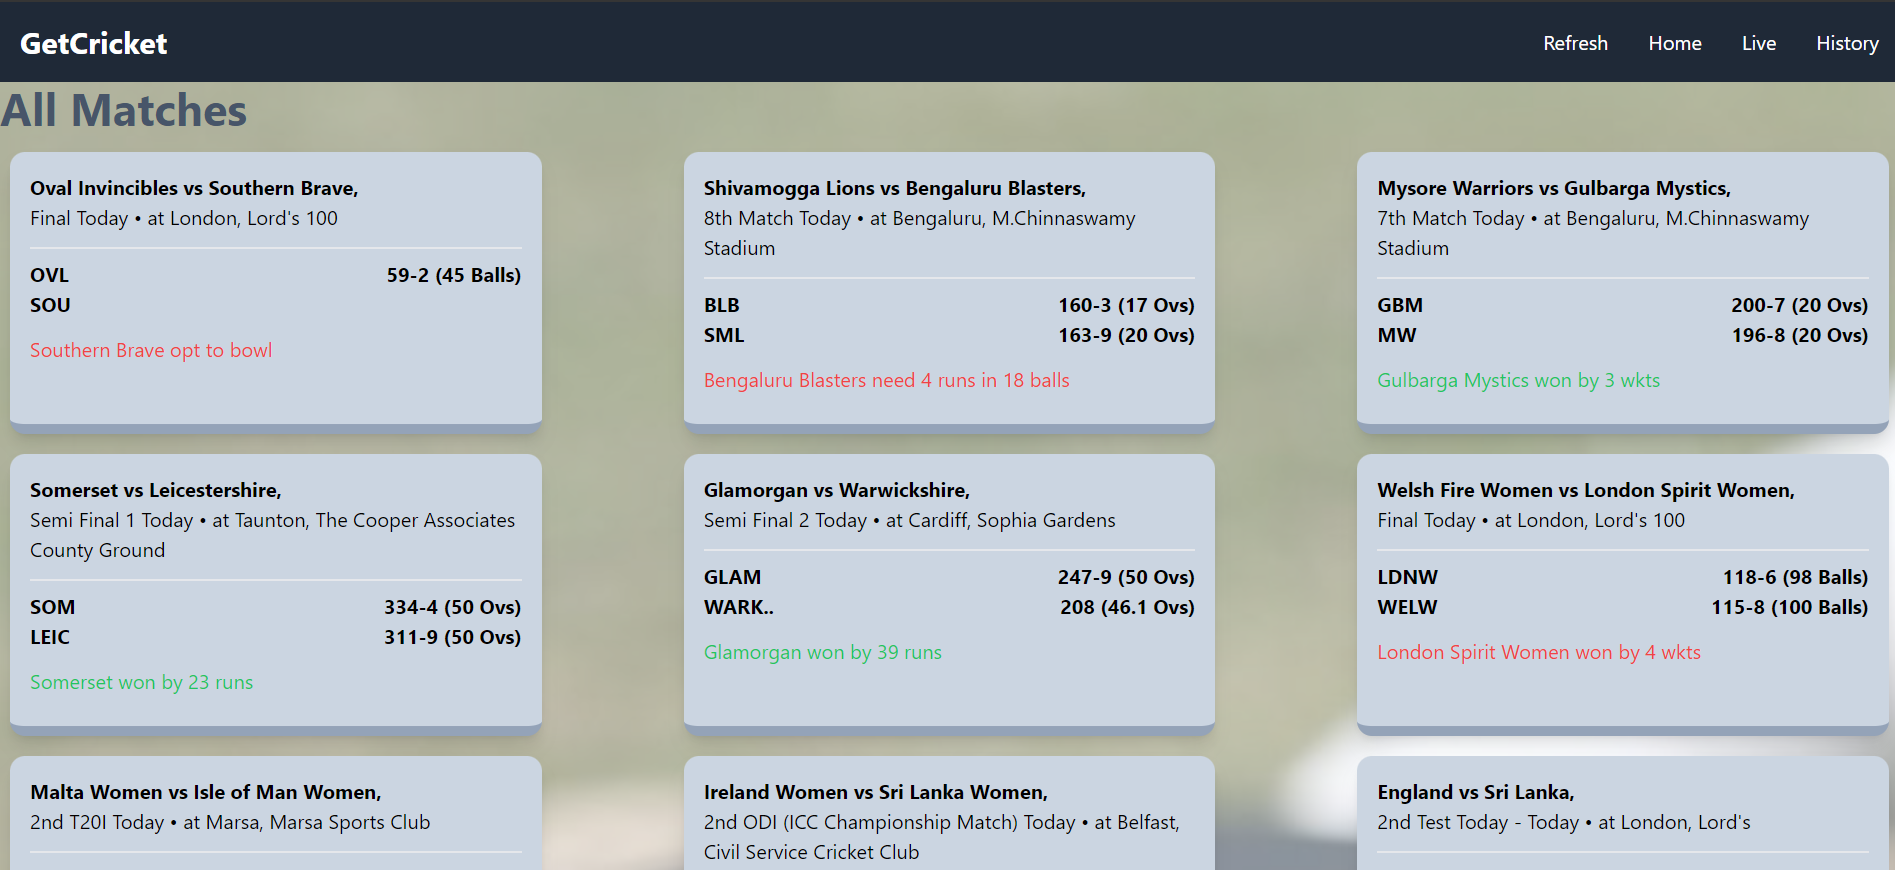 GetCricket
Refresh Home Live History
All Matches
Oval Invincibles vs Southern Brave,
Final Today • at London, Lord's 100
OVL 59-2 (45 Balls)
SOU
Southern Brave opt to bowl
Shivamogga Lions vs Bengaluru Blasters,
8th Match Today • at Bengaluru, M.Chinnaswamy
Stadium
BLB 160-3 (17 Ovs)
SML 163-9 (20 Ovs)
Bengaluru Blasters need 4 runs in 18 balls
Mysore Warriors vs Gulbarga Mystics,
7th Match Today • at Bengaluru, M.Chinnaswamy
Stadium
GBM 200-7 (20 Ovs)
MW 196-8 (20 Ovs)
Gulbarga Mystics won by 3 wkts
Somerset vs Leicestershire,
Semi Final 1 Today • at Taunton, The Cooper Associates
County Ground
SOM 334-4 (50 Ovs)
LEIC 311-9 (50 Ovs)
Somerset won by 23 runs
Glamorgan vs Warwickshire,
Semi Final 2 Today • at Cardiff, Sophia Gardens
GLAM 247-9 (50 Ovs)
WARK.. 208 (46.1 Ovs)
Glamorgan won by 39 runs
Welsh Fire Women vs London Spirit Women,
Final Today • at London, Lord's 100
LDNW 118-6 (98 Balls)
WELW 115-8 (100 Balls)
London Spirit Women won by 4 wkts
Malta Women vs Isle of Man Women,
2nd T20I Today • at Marsa, Marsa Sports Club
Ireland Women vs Sri Lanka Women,
2nd ODI (ICC Championship Match) Today • at Belfast,
Civil Service Cricket Club
England vs Sri Lanka,
2nd Test Today - Today • at London, Lord's